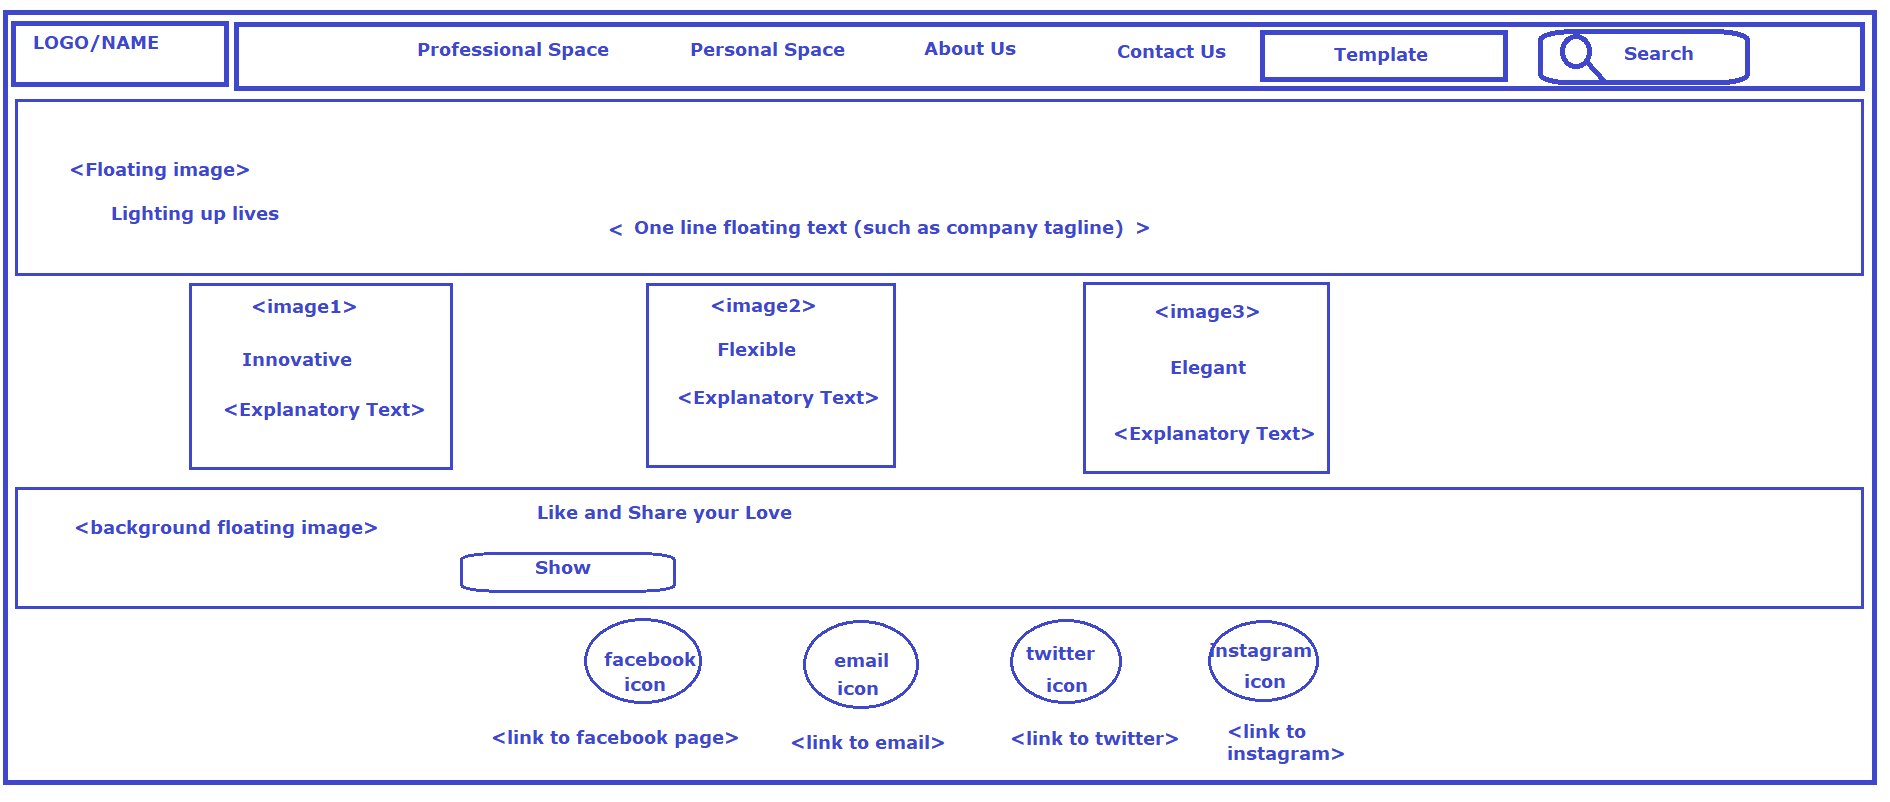 LOGO/NAME
Professional Space
Personal Space
About Us
Contact Us
Template
Search
<Floating image>
Lighting up lives
< One line floating text (such as company tagline) >
<image1>
Innovative
<Explanatory Text>
<image2>
Flexible
<Explanatory Text>
<image3>
Elegant
<Explanatory Text>
<background floating image>
Like and Share your Love
Show
facebook
icon
email
icon
twitter
icon
instagram
icon
<link to facebook page>
<link to email>
<link to twitter>
<link to
instagram>